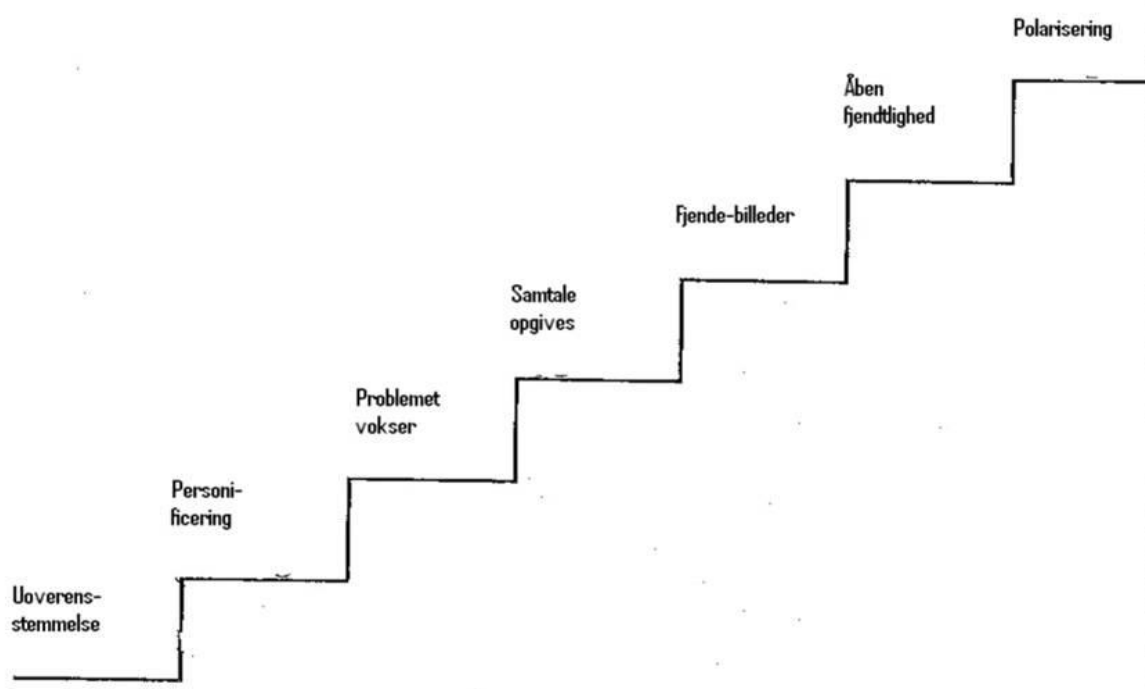 Polarisering
Åben
fjendtlighed
Fjende-billeder
Samtale
opgives
Problemet
vokser
Personi-
ficering
Uoverens-
stemmelse